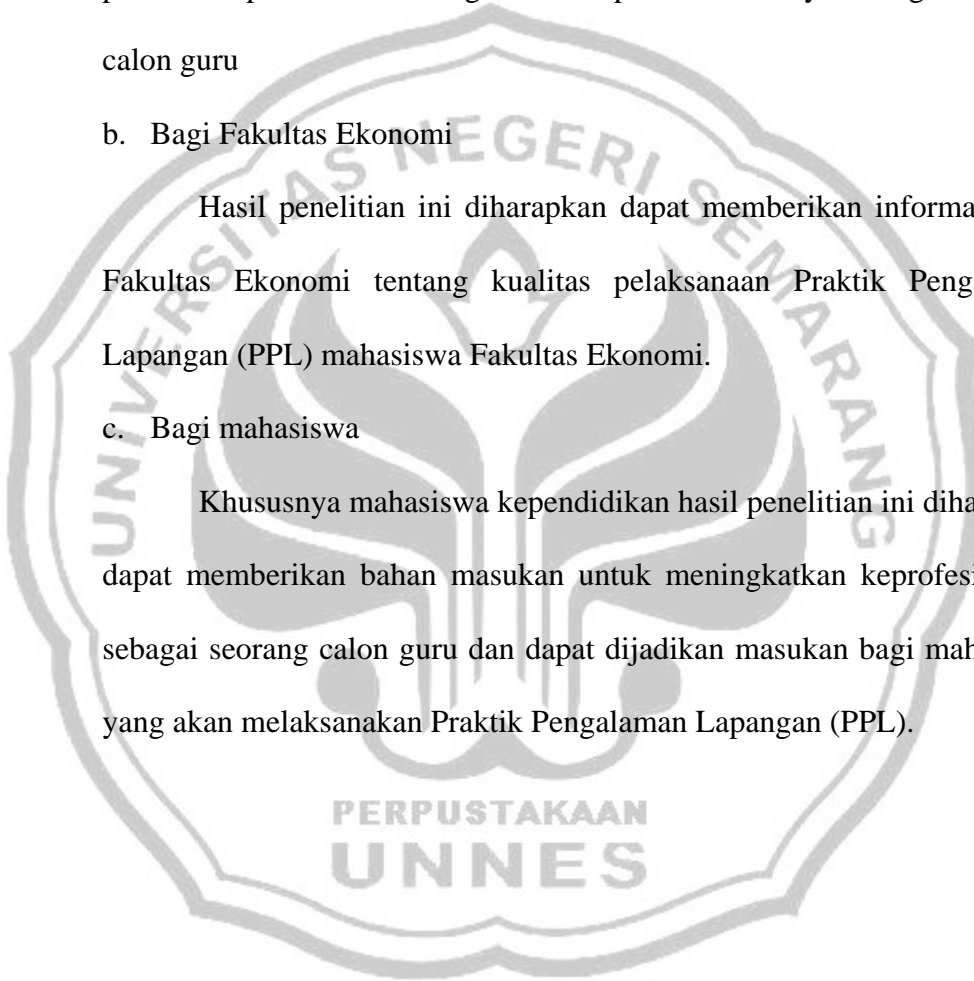 calon guru
b. Bagi Fakultas Ekonomi
Hasil penelitian ini diharapkan dapat memberikan informa
Fakultas Ekonomi tentang kualitas pelaksanaan Praktik Peng
Lapangan (PPL) mahasiswa Fakultas Ekonomi.
c. Bagi mahasiswa
Khususnya mahasiswa kependidikan hasil penelitian ini diha
dapat memberikan bahan masukan untuk meningkatkan keprofesi
sebagai seorang calon guru dan dapat dijadikan masukan bagi mah
yang akan melaksanakan Praktik Pengalaman Lapangan (PPL).
UNIVERSITAS NEGERI SEMARANG
PERPUSTAKAAN
UNNES